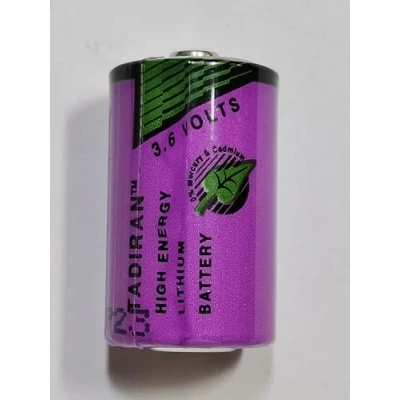 3.6 VOLTS
0% Mercury & Cadmium
TADIRAN™
HIGH ENERGY
LITHIUM
BATTERY